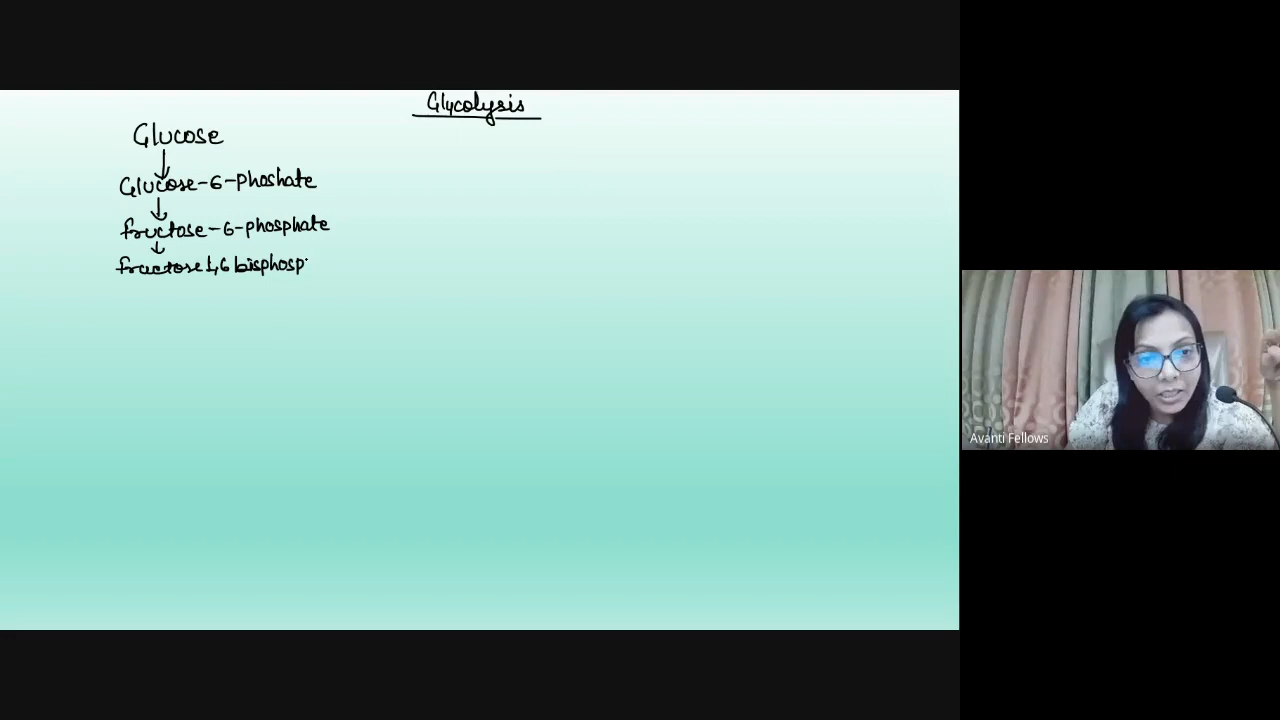 Glycolysis
Glucose
Glucose-6-phoshate
fructose-6-phosphate
fructose 1,6 bisphosp
Avanti Fellows